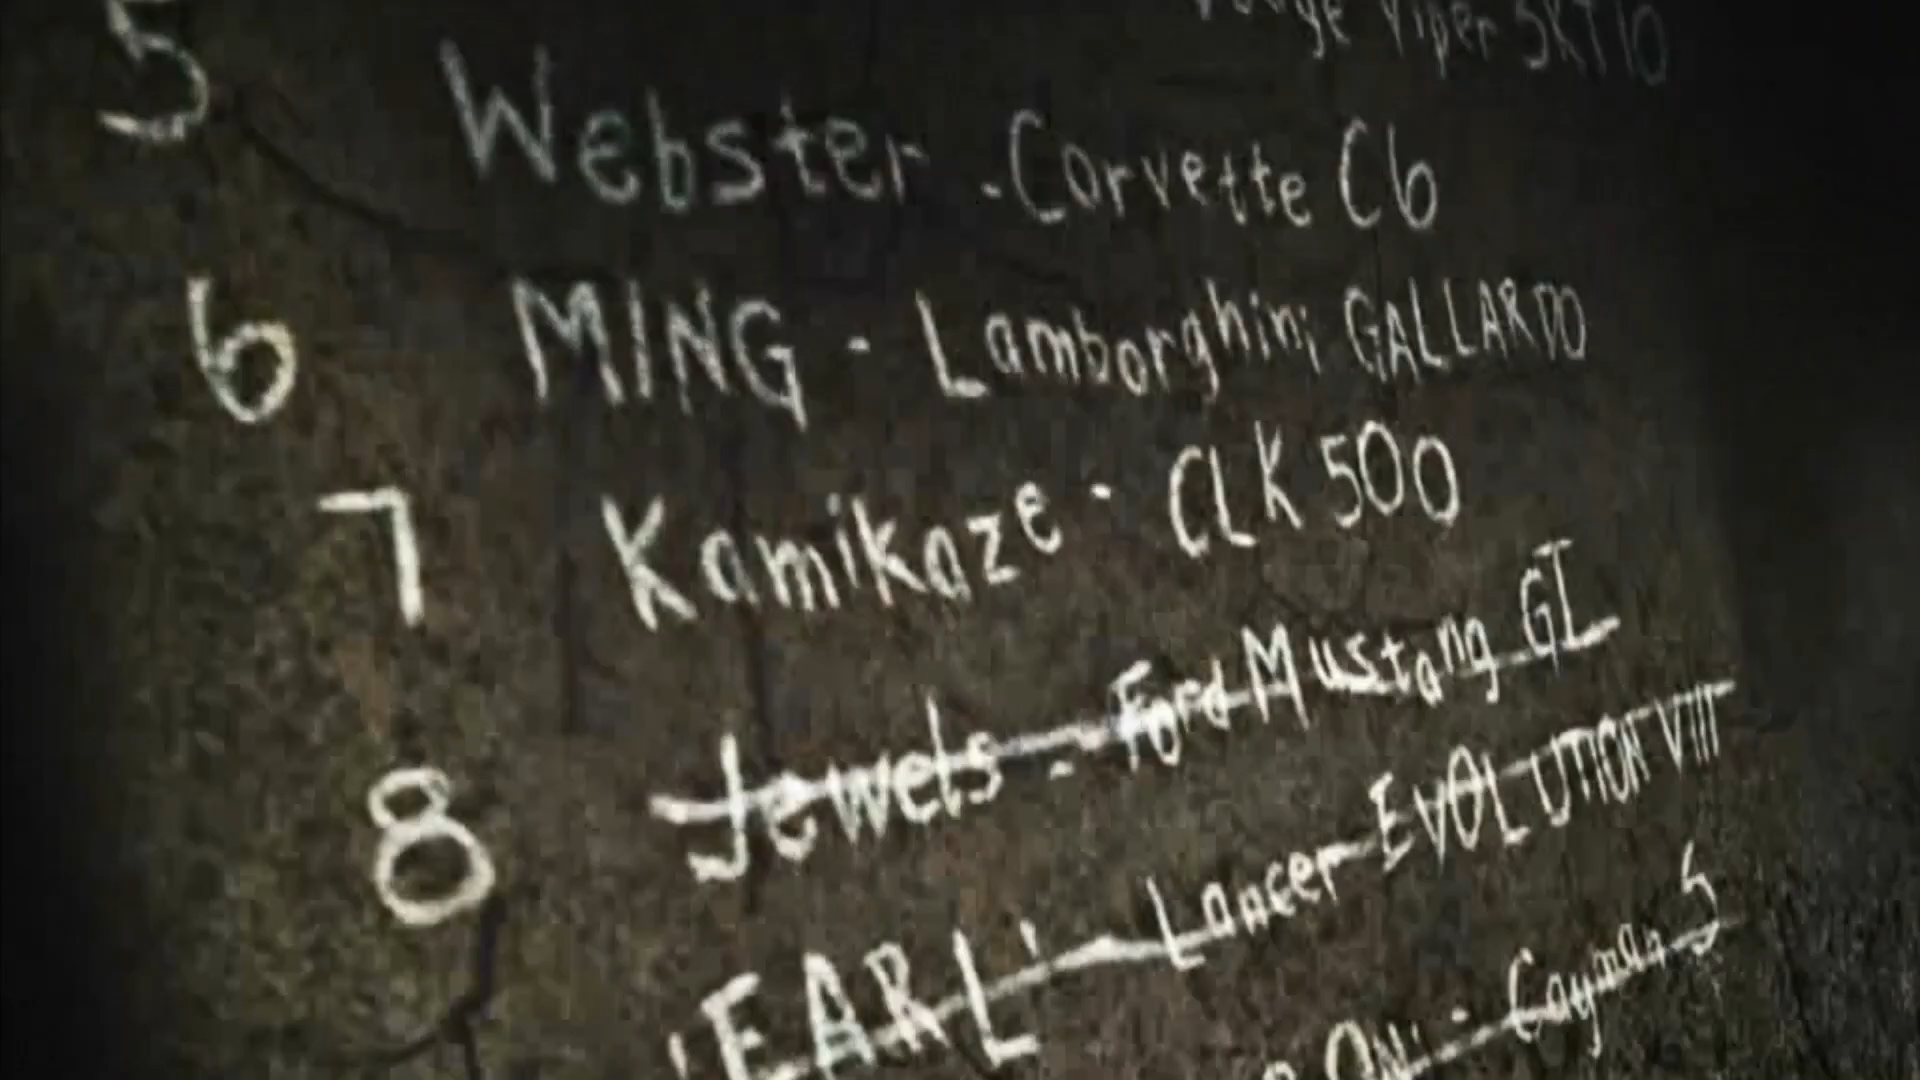 Viper SRT10
5 Webster - Corvette C6
6 MING - Lamborghini GALLARDO
7 Kamikaze - CLK 500
8 Jewels - Ford Mustang GT
'EARL' - Lancer EVOLUTION VIII
Cayman S